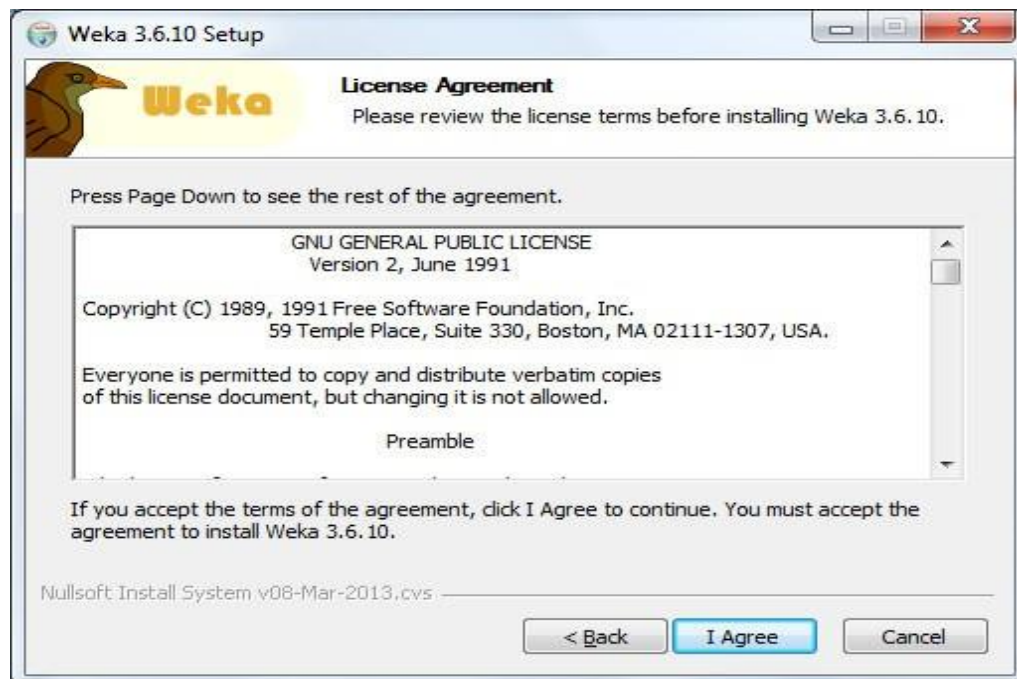 Weka 3.6.10 Setup
Weka
License Agreement
Please review the license terms before installing Weka 3.6.10.
Press Page Down to see the rest of the agreement.
GNU GENERAL PUBLIC LICENSE
Version 2, June 1991
Copyright (C) 1989, 1991 Free Software Foundation, Inc.
59 Temple Place, Suite 330, Boston, MA 02111-1307, USA.
Everyone is permitted to copy and distribute verbatim copies
of this license document, but changing it is not allowed.
Preamble
If you accept the terms of the agreement, click I Agree to continue. You must accept the
agreement to install Weka 3.6.10.
Nullsoft Install System v08-Mar-2013.cvs
< Back I Agree Cancel